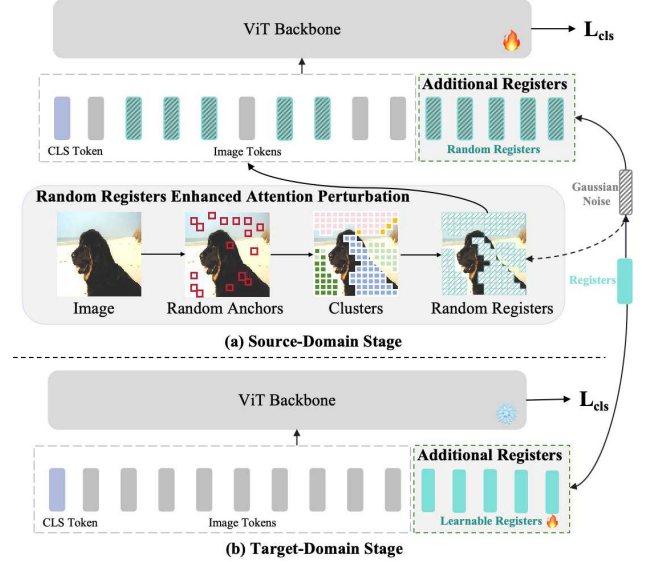 ViT Backbone
L_cls
Additional Registers
CLS Token
Image Tokens
Random Registers
Gaussian
Noise
Random Registers Enhanced Attention Perturbation
Image
Random Anchors
Clusters
Random Registers
Registers
(a) Source-Domain Stage
ViT Backbone
L_cls
Additional Registers
CLS Token
Image Tokens
Learnable Registers
(b) Target-Domain Stage